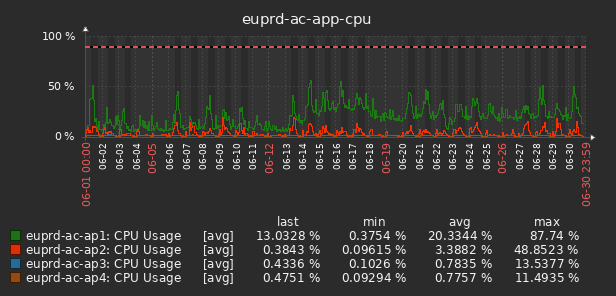 euprd-ac-app-cpu
100 %
50 %
0 %
06-01 00:00 06-02 06-03 06-04 06-05 06-06 06-07 06-08 06-09 06-10 06-11 06-12 06-13 06-14 06-15 06-16 06-17 06-18 06-19 06-20 06-21 06-22 06-23 06-24 06-25 06-26 06-27 06-28 06-29 06-30 06-30 23:59
last min avg max
euprd-ac-ap1: CPU Usage [avg] 13.0328 % 0.3754 % 20.3344 % 87.74 %
euprd-ac-ap2: CPU Usage [avg] 0.3843 % 0.09615 % 3.3882 % 48.8523 %
euprd-ac-ap3: CPU Usage [avg] 0.4336 % 0.1026 % 0.7835 % 13.5377 %
euprd-ac-ap4: CPU Usage [avg] 0.4751 % 0.09294 % 0.7757 % 11.4935 %